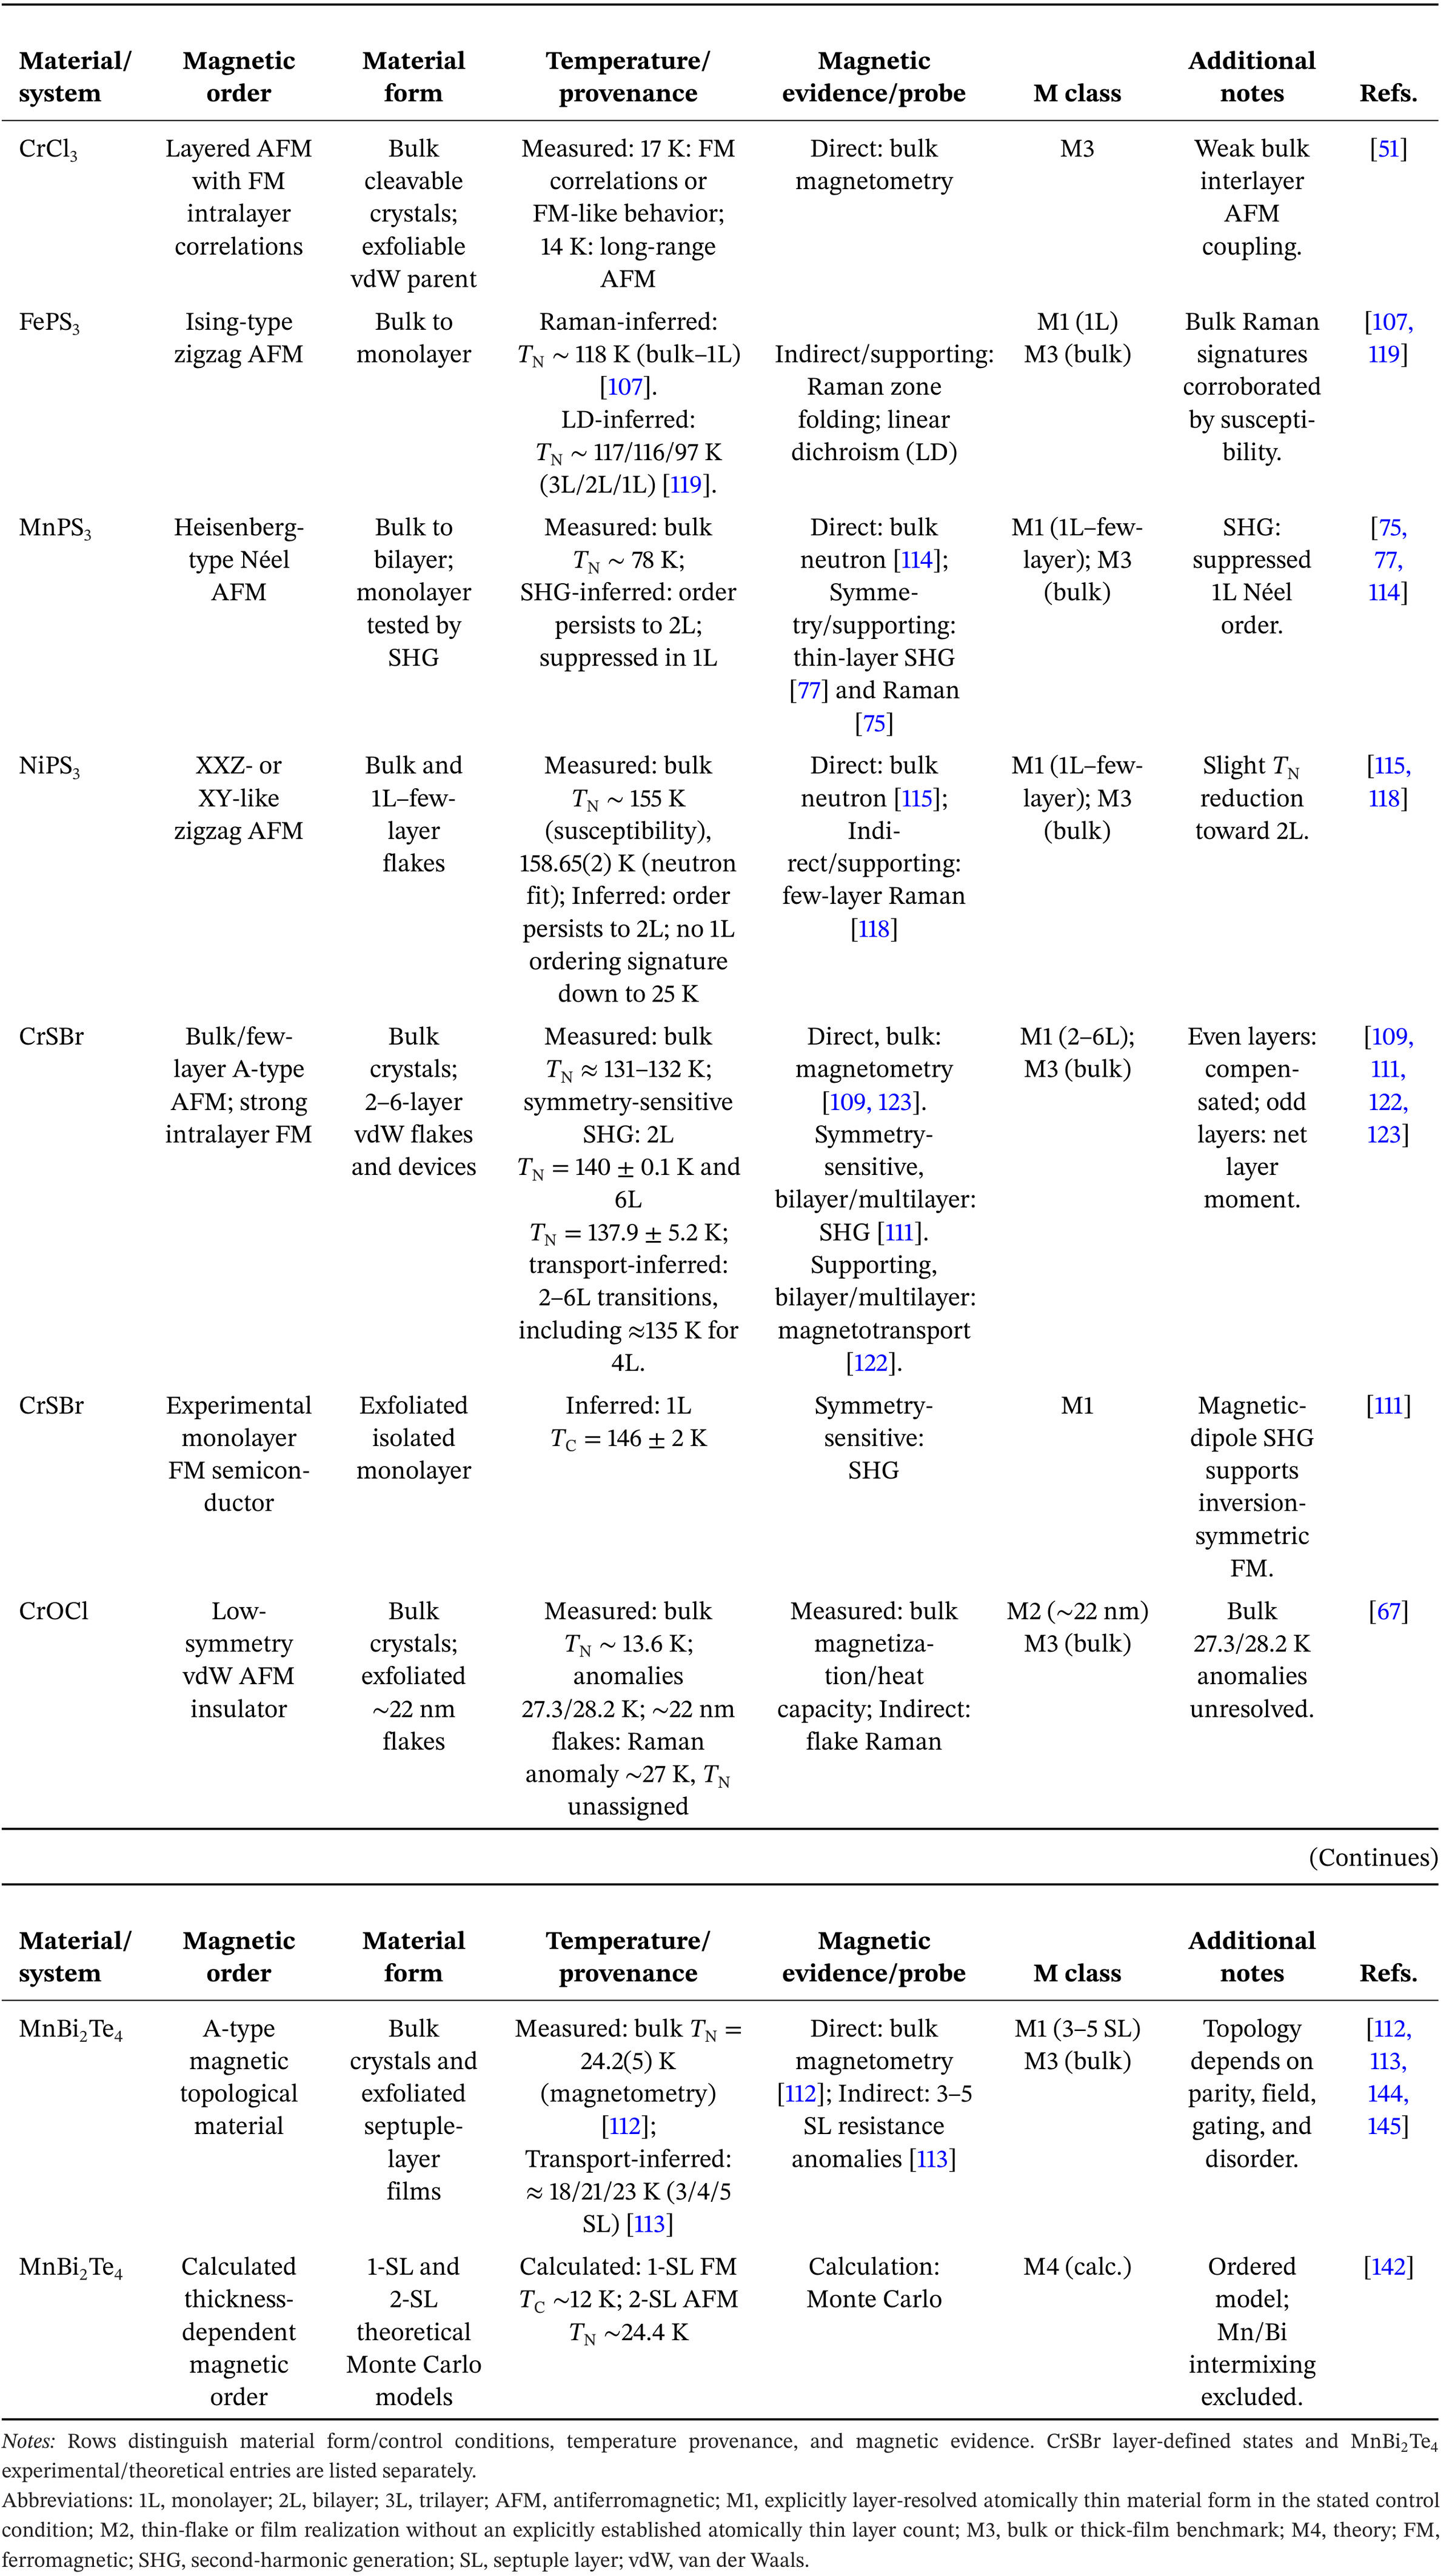 Material/ Magnetic Material Temperature/ Magnetic Additional
system order form provenance evidence/probe M class notes Refs.
CrCl3 Layered AFM Bulk Measured: 17 K: FM Direct: bulk M3 Weak bulk [51]
with FM cleavable correlations or magnetometry interlayer
intralayer crystals; FM-like behavior; AFM
correlations exfoliable 14 K: long-range coupling.
vdW parent AFM
FePS3 Ising-type Bulk to Raman-inferred: M1 (1L) Bulk Raman [107,
zigzag AFM monolayer TN ∼ 118 K (bulk–1L) Indirect/supporting: M3 (bulk) signatures 119]
[107]. Raman zone corroborated
LD-inferred: folding; linear by suscepti-
TN ∼ 117/116/97 K dichroism (LD) bility.
(3L/2L/1L) [119].
MnPS3 Heisenberg- Bulk to Measured: bulk Direct: bulk M1 (1L–few- SHG: [75,
type Néel bilayer; TN ∼ 78 K; neutron [114]; layer); M3 suppressed 77,
AFM monolayer SHG-inferred: order Symme- (bulk) 1L Néel 114]
tested by persists to 2L; try/supporting: order.
SHG suppressed in 1L thin-layer SHG
[77] and Raman
[75]
NiPS3 XXZ- or Bulk and Measured: bulk Direct: bulk M1 (1L–few- Slight TN [115,
XY-like 1L–few- TN ∼ 155 K neutron [115]; layer); M3 reduction 118]
zigzag AFM layer (susceptibility), Indi- (bulk) toward 2L.
flakes 158.65(2) K (neutron rect/supporting:
fit); Inferred: order few-layer Raman
persists to 2L; no 1L [118]
ordering signature
down to 25 K
CrSBr Bulk/few- Bulk Measured: bulk Direct, bulk: M1 (2–6L); Even layers: [109,
layer A-type crystals; TN ≈ 131–132 K; magnetometry M3 (bulk) compen- 111,
AFM; strong 2–6-layer symmetry-sensitive [109, 123]. sated; odd 122,
intralayer FM vdW flakes SHG: 2L Symmetry- layers: net 123]
and devices TN = 140 ± 0.1 K and sensitive, layer
6L bilayer/multilayer: moment.
TN = 137.9 ± 5.2 K; SHG [111].
transport-inferred: Supporting,
2–6L transitions, bilayer/multilayer:
including ≈135 K for magnetotransport
4L. [122].
CrSBr Experimental Exfoliated Inferred: 1L Symmetry- M1 Magnetic- [111]
monolayer isolated TC = 146 ± 2 K sensitive: dipole SHG
FM semicon- monolayer SHG supports
ductor inversion-
symmetric
FM.
CrOCl Low- Bulk Measured: bulk Measured: bulk M2 (∼22 nm) Bulk [67]
symmetry crystals; TN ∼ 13.6 K; magnetiza- M3 (bulk) 27.3/28.2 K
vdW AFM exfoliated anomalies tion/heat anomalies
insulator ∼22 nm 27.3/28.2 K; ∼22 nm capacity; Indirect: unresolved.
flakes flakes: Raman flake Raman
anomaly ∼27 K, TN
unassigned
(Continues)
Material/ Magnetic Material Temperature/ Magnetic Additional
system order form provenance evidence/probe M class notes Refs.
MnBi2Te4 A-type Bulk Measured: bulk TN = Direct: bulk M1 (3–5 SL) Topology [112,
magnetic crystals and 24.2(5) K magnetometry M3 (bulk) depends on 113,
topological exfoliated (magnetometry) [112]; Indirect: 3–5 parity, field, 144,
material septuple- [112]; SL resistance gating, and 145]
layer Transport-inferred: anomalies [113] disorder.
films ≈ 18/21/23 K (3/4/5
SL) [113]
MnBi2Te4 Calculated 1-SL and Calculated: 1-SL FM Calculation: M4 (calc.) Ordered [142]
thickness- 2-SL TC ∼12 K; 2-SL AFM Monte Carlo model;
dependent theoretical TN ∼24.4 K Mn/Bi
magnetic Monte Carlo intermixing
order models excluded.
Notes: Rows distinguish material form/control conditions, temperature provenance, and magnetic evidence. CrSBr layer-defined states and MnBi2Te4
experimental/theoretical entries are listed separately.
Abbreviations: 1L, monolayer; 2L, bilayer; 3L, trilayer; AFM, antiferromagnetic; M1, explicitly layer-resolved atomically thin material form in the stated control
condition; M2, thin-flake or film realization without an explicitly established atomically thin layer count; M3, bulk or thick-film benchmark; M4, theory; FM,
ferromagnetic; SHG, second-harmonic generation; SL, septuple layer; vdW, van der Waals.